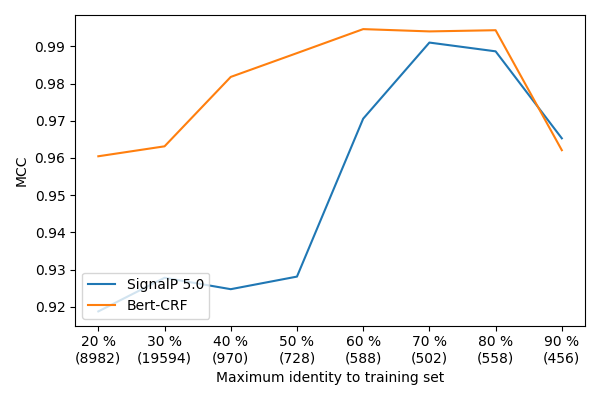 MCC
0.99
0.98
0.97
0.96
0.95
0.94
0.93
0.92
SignalP 5.0
Bert-CRF
20 % 30 % 40 % 50 % 60 % 70 % 80 % 90 %
(8982) (19594) (970) (728) (588) (502) (558) (456)
Maximum identity to training set